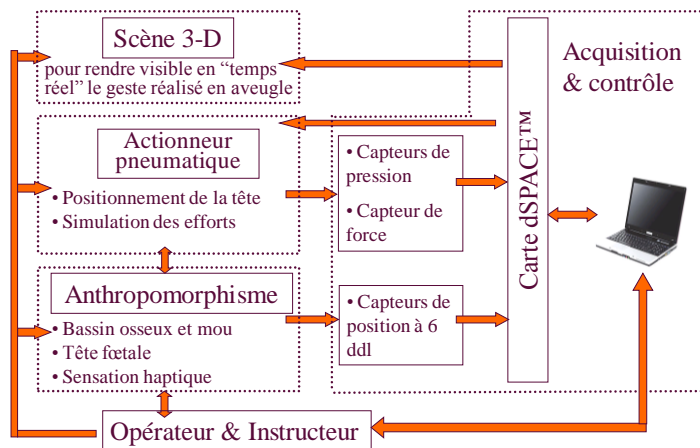 Scène 3-D
pour rendre visible en “temps
réel” le geste réalisé en aveugle
Actionneur
pneumatique
• Positionnement de la tête
• Simulation des efforts
Anthropomorphisme
• Bassin osseux et mou
• Tête fœtale
• Sensation haptique
Opérateur & Instructeur
• Capteurs de
pression
• Capteur de
force
• Capteurs de
position à 6
ddl
Carte dSPACE™
Acquisition
& contrôle